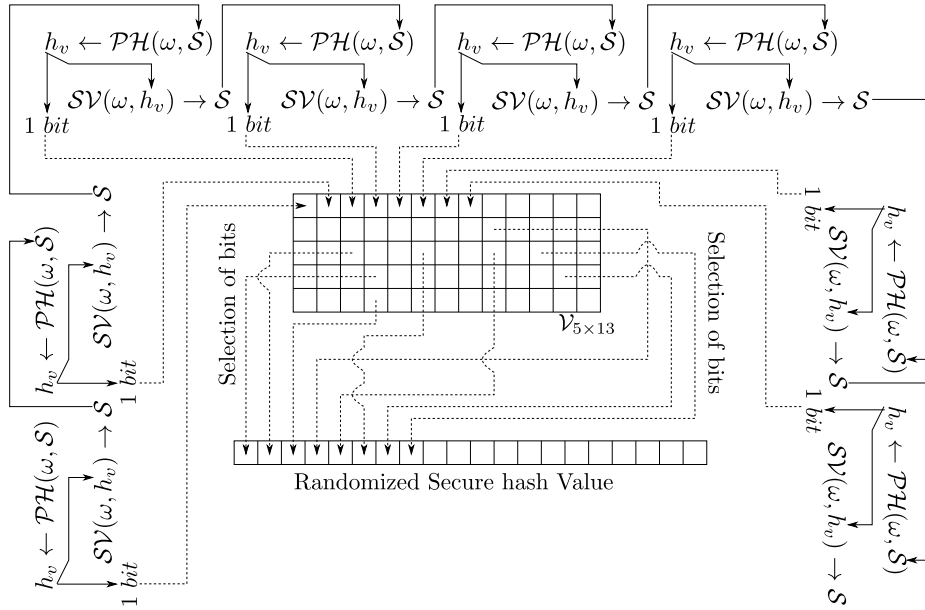 h_v ← PH(ω, S)
h_v ← PH(ω, S)
h_v ← PH(ω, S)
h_v ← PH(ω, S)
SV(ω, h_v) → S
SV(ω, h_v) → S
SV(ω, h_v) → S
SV(ω, h_v) → S
1 bit
1 bit
1 bit
1 bit
h_v ← PH(ω, S)
SV(ω, h_v) → S
1 bit
h_v ← PH(ω, S)
SV(ω, h_v) → S
1 bit
Selection of bits
V_{5×13}
Selection of bits
1 bit
SV(ω, h_v) → S
h_v ← PH(ω, S)
1 bit
SV(ω, h_v) → S
h_v ← PH(ω, S)
Randomized Secure hash Value